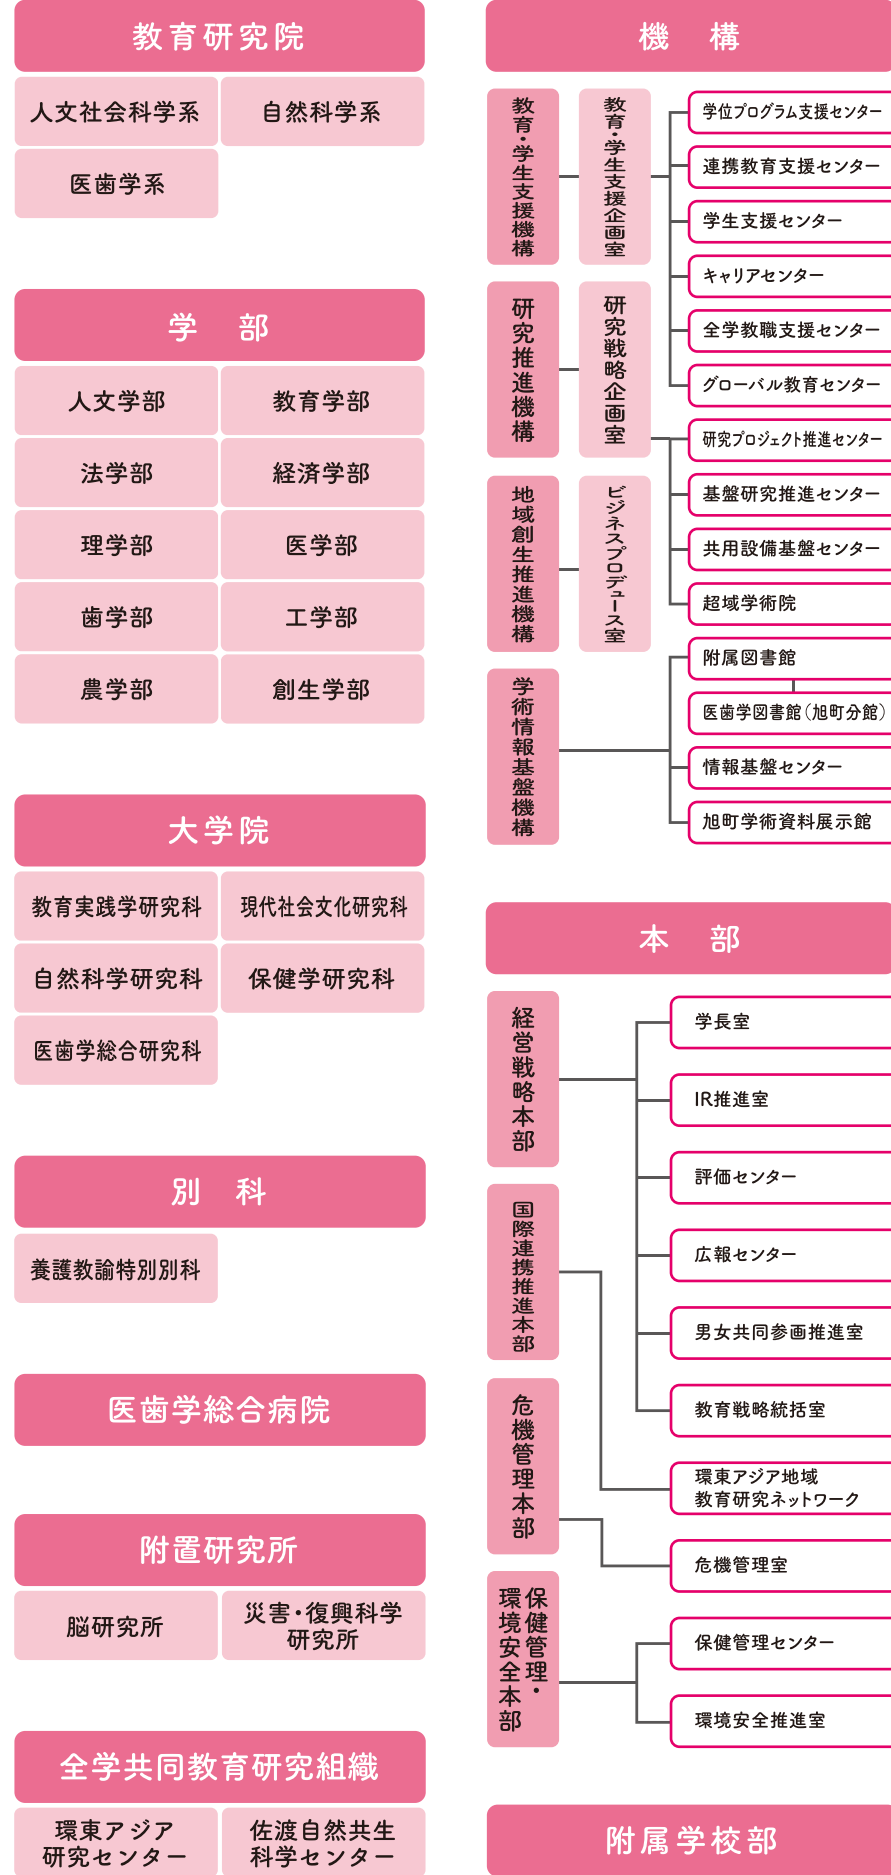 教育研究院
人文社会科学系
自然科学系
医歯学系
学　部
人文学部
教育学部
法学部
経済学部
理学部
医学部
歯学部
工学部
農学部
創生学部
大学院
教育実践学研究科
現代社会文化研究科
自然科学研究科
保健学研究科
医歯学総合研究科
別　科
養護教諭特別別科
医歯学総合病院
附置研究所
脳研究所
災害・復興科学
研究所
全学共同教育研究組織
環東アジア
研究センター
佐渡自然共生
科学センター
機　構
教育・学生支援機構
教育・学生支援企画室
学位プログラム支援センター
連携教育支援センター
学生支援センター
キャリアセンター
全学教職支援センター
グローバル教育センター
研究推進機構
研究戦略企画室
研究プロジェクト推進センター
基盤研究推進センター
共用設備基盤センター
超域学術院
地域創生推進機構
ビジネスプロデュース室
学術情報基盤機構
附属図書館
医歯学図書館（旭町分館）
情報基盤センター
旭町学術資料展示館
本　部
経営戦略本部
学長室
IR推進室
評価センター
広報センター
男女共同参画推進室
教育戦略統括室
国際連携推進本部
環東アジア地域
教育研究ネットワーク
危機管理本部
危機管理室
保健管理・
環境安全本部
保健管理センター
環境安全推進室
附属学校部